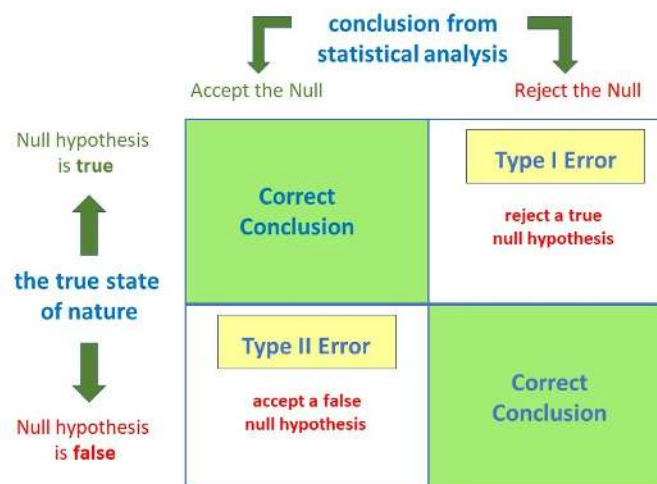 conclusion from
statistical analysis
Accept the Null
Reject the Null
Null hypothesis
is true
Correct
Conclusion
Type I Error
reject a true
null hypothesis
the true state
of nature
Type II Error
accept a false
null hypothesis
Correct
Conclusion
Null hypothesis
is false